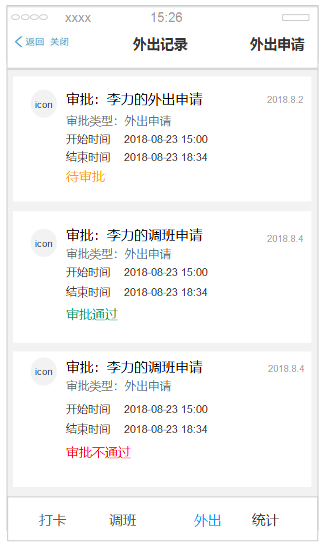 xxxx 15:26
返回 关闭 外出记录 外出申请
icon 审批：李力的外出申请 2018.8.2
审批类型：外出申请
开始时间 2018-08-23 15:00
结束时间 2018-08-23 18:34
待审批
icon 审批：李力的调班申请 2018.8.4
审批类型：外出申请
开始时间 2018-08-23 15:00
结束时间 2018-08-23 18:34
审批通过
icon 审批：李力的调班申请 2018.8.4
审批类型：外出申请
开始时间 2018-08-23 15:00
结束时间 2018-08-23 18:34
审批不通过
打卡 调班 外出 统计